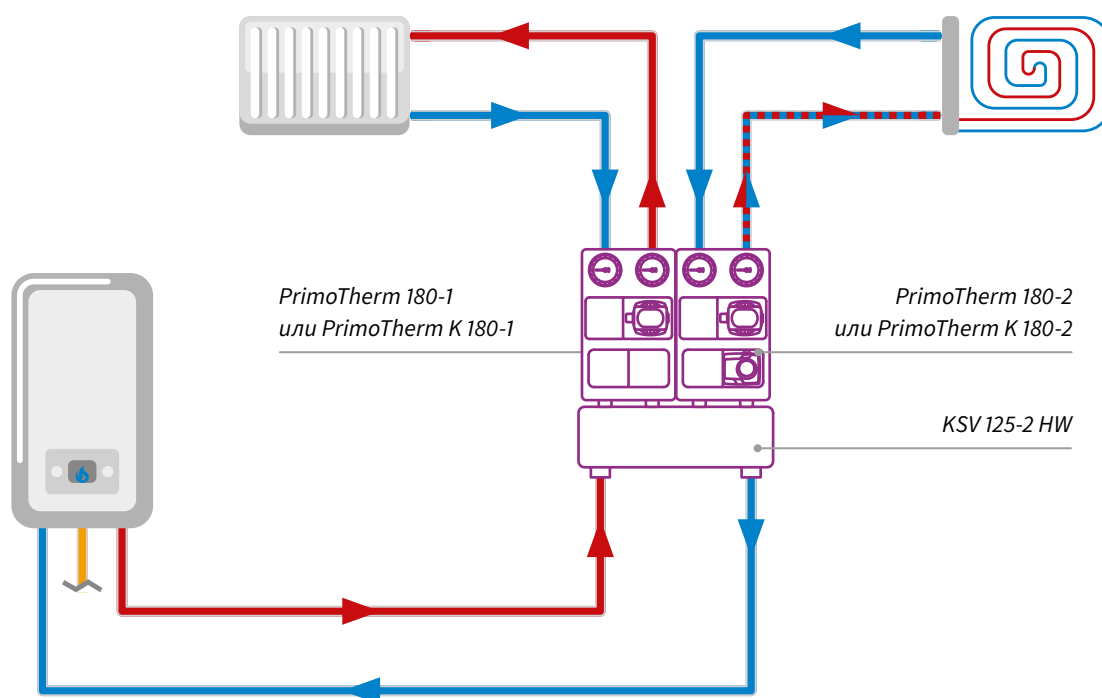 PrimoTherm 180-1
или PrimoTherm K 180-1
PrimoTherm 180-2
или PrimoTherm K 180-2
KSV 125-2 HW